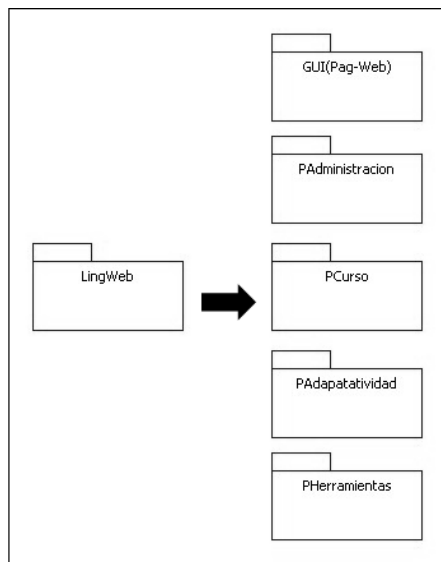 GUI(Pag-Web)
PAdministracion
LingWeb
PCurso
PAdapatatividad
PHerramientas